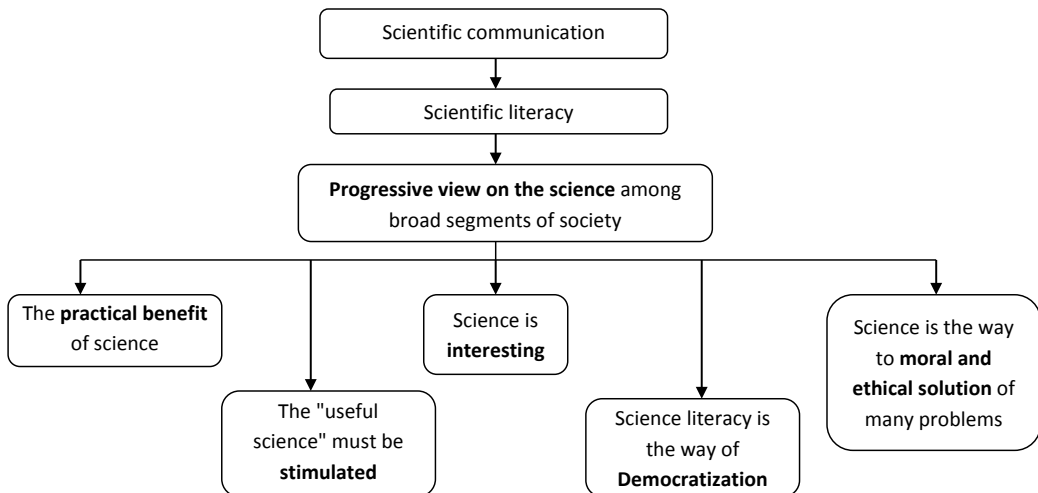 Scientific communication
Scientific literacy
Progressive view on the science among
broad segments of society
The practical benefit
of science
Science is
interesting
Science is the way
to moral and
ethical solution of
many problems
The "useful
science" must be
stimulated
Science literacy is
the way of
Democratization